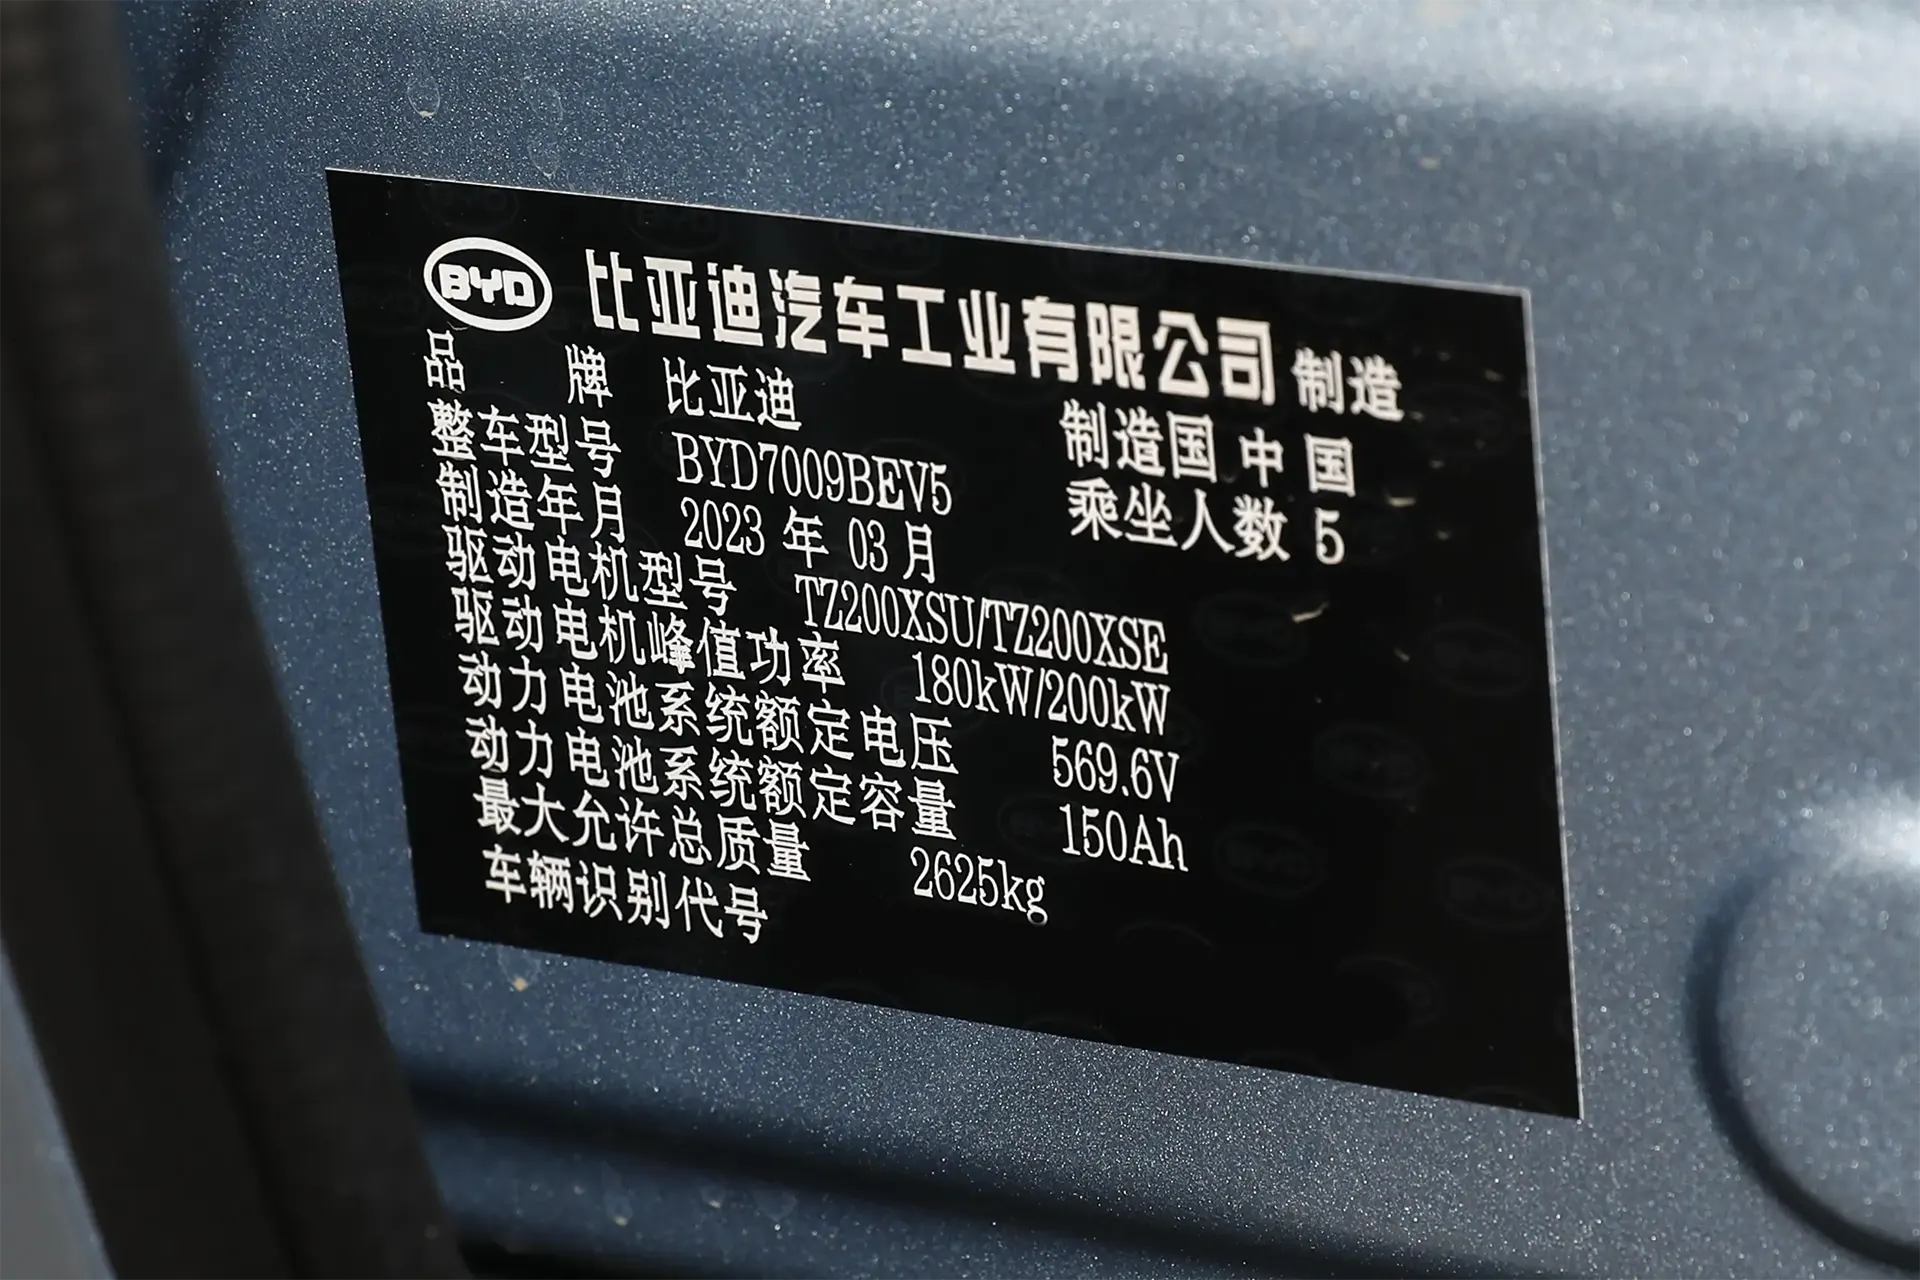 BYD 比亚迪汽车工业有限公司 制造
品 牌 比亚迪 制造国 中国
整车型号 BYD7009BEV5 乘坐人数 5
制造年月 2023 年 03 月
驱动电机型号 TZ200XSU/TZ200XSE
驱动电机峰值功率 180kW/200kW
动力电池系统额定电压 569.6V
动力电池系统额定容量 150Ah
最大允许总质量 2625kg
车辆识别代号